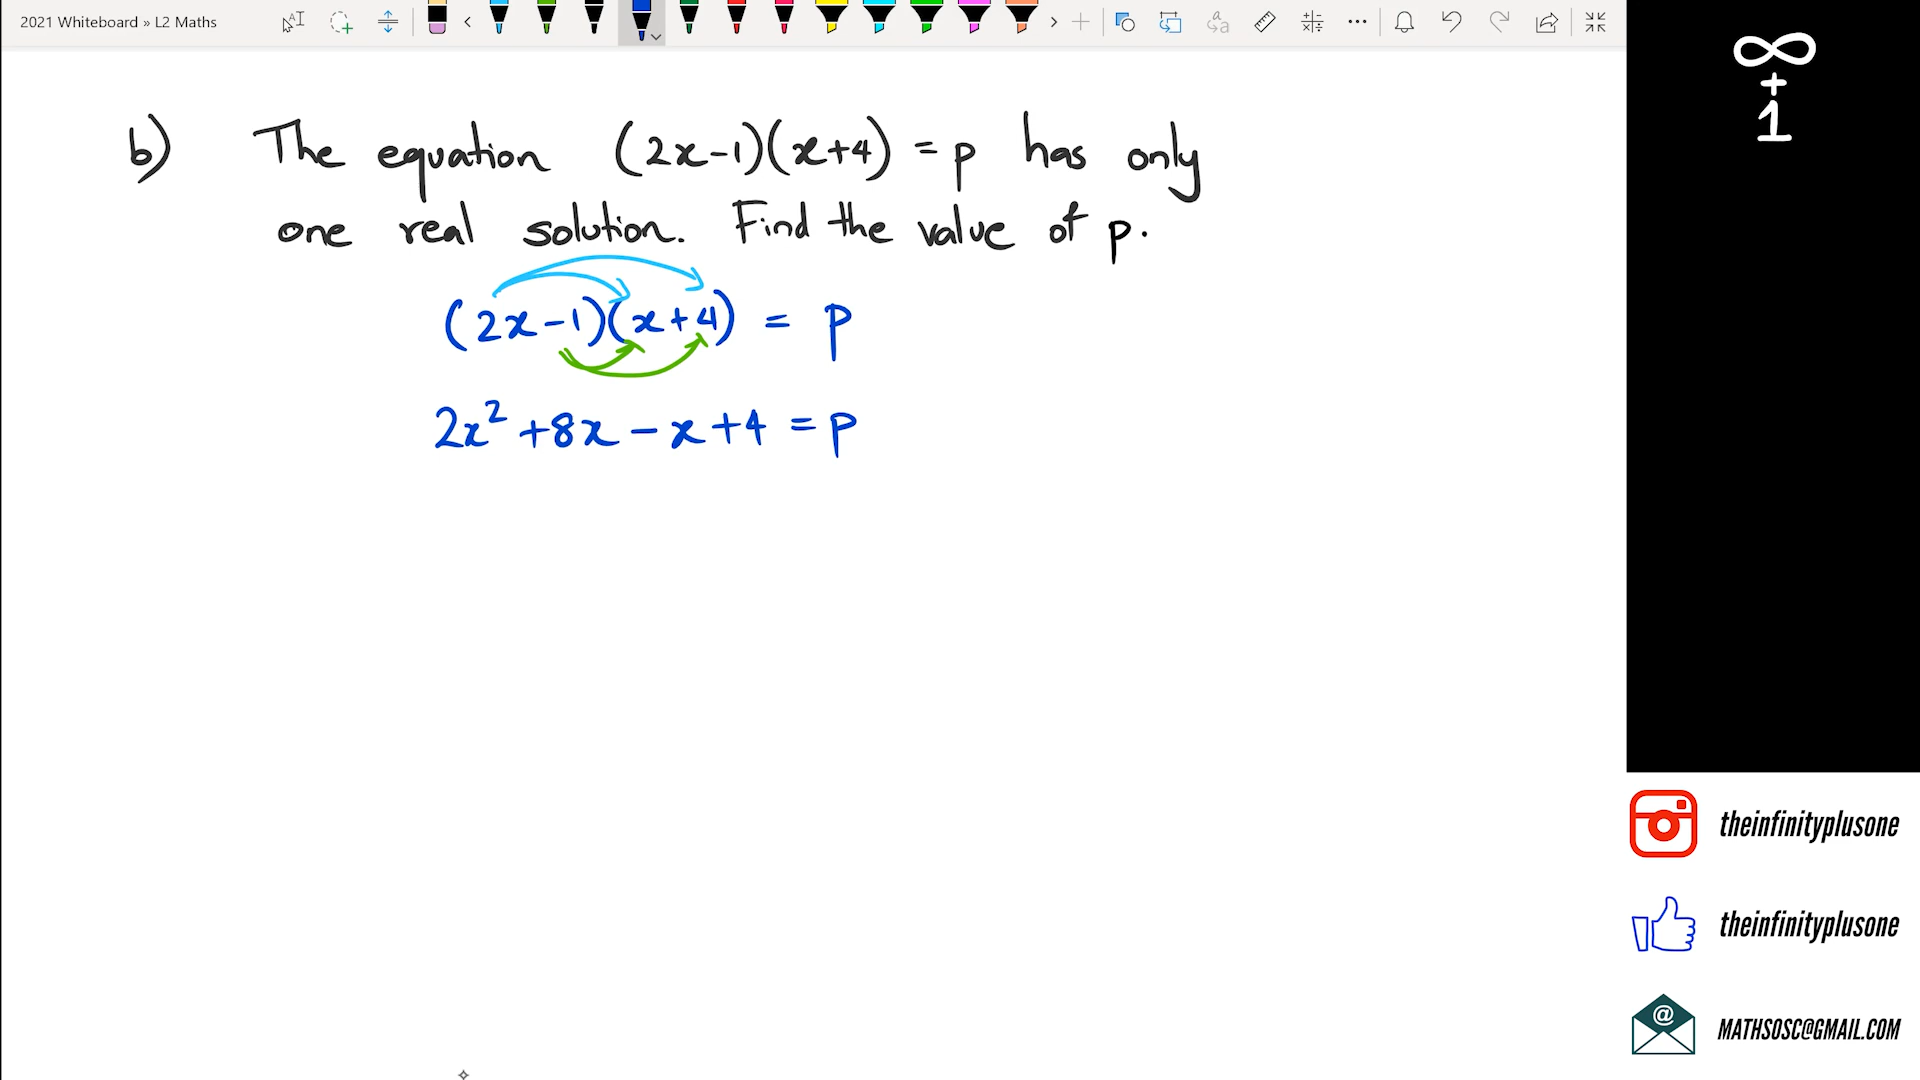 2021 Whiteboard » L2 Maths
∞
+
1
b) The equation (2x-1)(x+4) = p has only
one real solution. Find the value of p.
(2x-1)(x+4) = p
2x² +8x - x +4 = p
theinfinityplusone
theinfinityplusone
@ MATHSOSC@GMAIL.COM